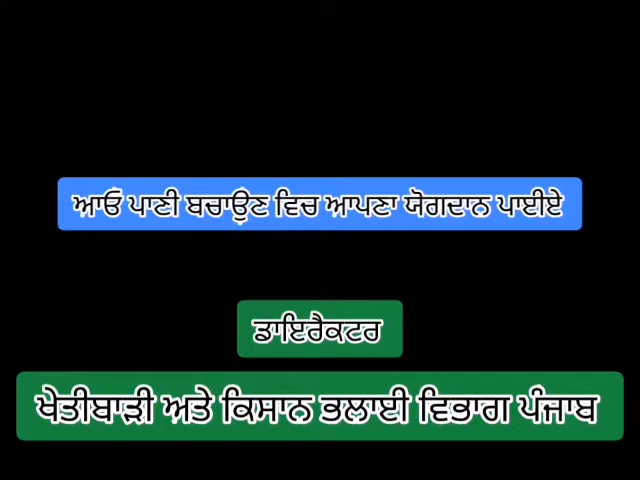 ਆਓ ਪਾਣੀ ਬਚਾਉਣ ਵਿਚ ਆਪਣਾ ਯੋਗਦਾਨ ਪਾਈਏ
ਡਾਇਰੈਕਟਰ
ਖੇਤੀਬਾੜੀ ਅਤੇ ਕਿਸਾਨ ਭਲਾਈ ਵਿਭਾਗ ਪੰਜਾਬ